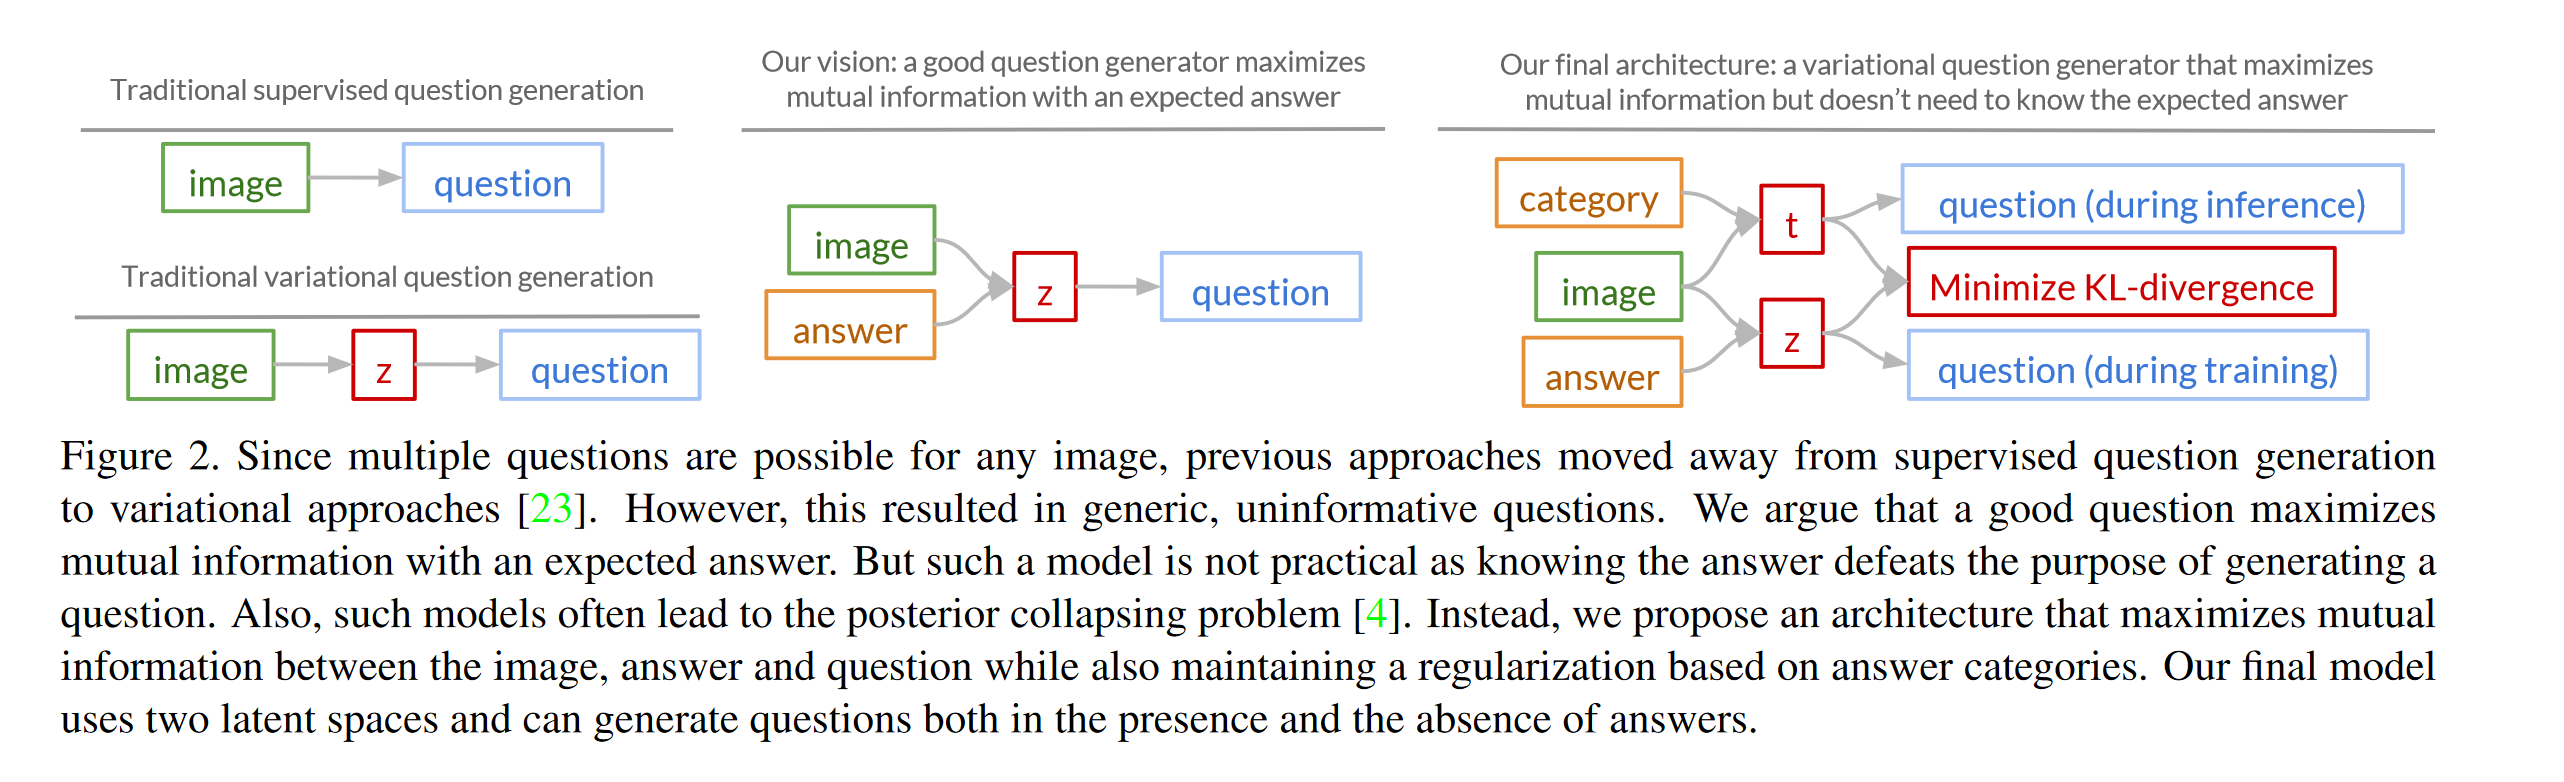 Traditional supervised question generation
image
question
Traditional variational question generation
image
z
question
Our vision: a good question generator maximizes
mutual information with an expected answer
image
answer
z
question
Our final architecture: a variational question generator that maximizes
mutual information but doesn't need to know the expected answer
category
image
answer
t
z
question (during inference)
Minimize KL-divergence
question (during training)
Figure 2. Since multiple questions are possible for any image, previous approaches moved away from supervised question generation
to variational approaches [23]. However, this resulted in generic, uninformative questions. We argue that a good question maximizes
mutual information with an expected answer. But such a model is not practical as knowing the answer defeats the purpose of generating a
question. Also, such models often lead to the posterior collapsing problem [4]. Instead, we propose an architecture that maximizes mutual
information between the image, answer and question while also maintaining a regularization based on answer categories. Our final model
uses two latent spaces and can generate questions both in the presence and the absence of answers.